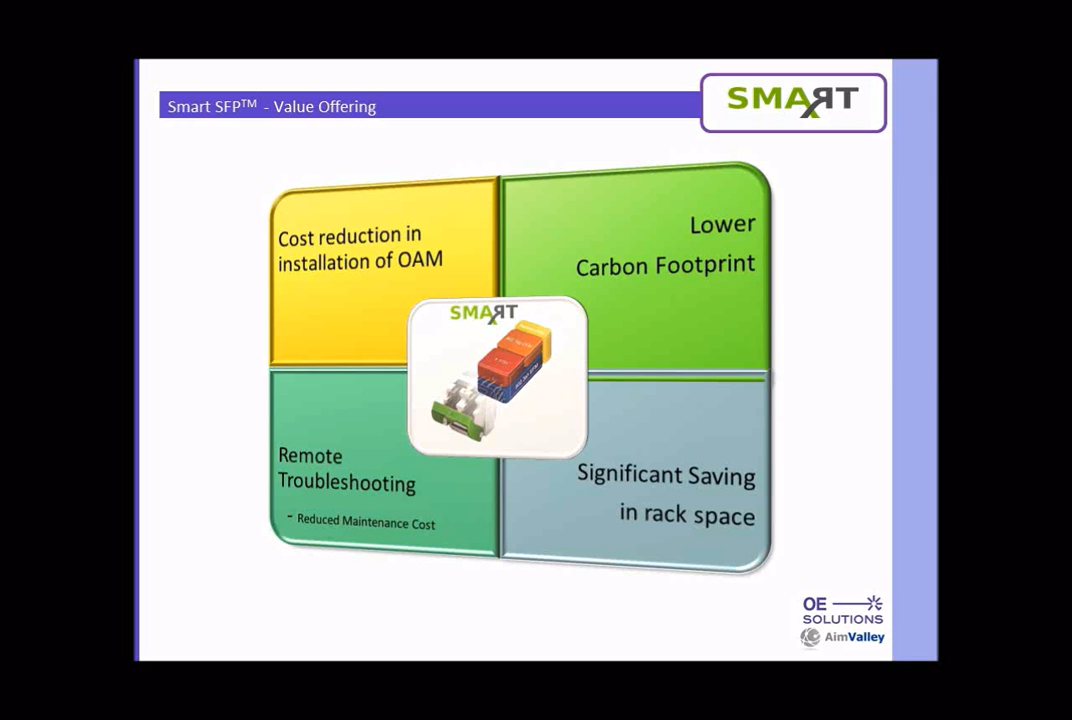 Smart SFP™ - Value Offering
SMART
Cost reduction in
installation of OAM
Lower
Carbon Footprint
SMART
Remote
Troubleshooting
- Reduced Maintenance Cost
Significant Saving
in rack space
OE
SOLUTIONS
AimValley